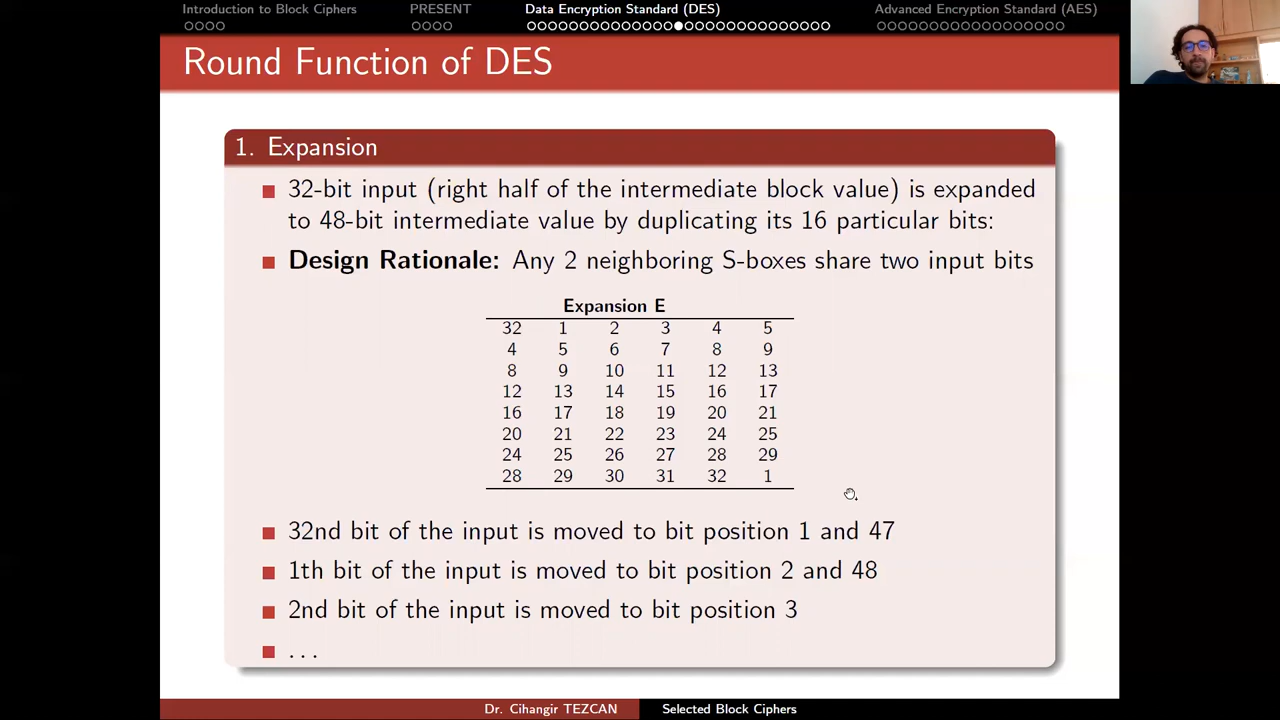 Introduction to Block Ciphers PRESENT Data Encryption Standard (DES) Advanced Encryption Standard (AES)
Round Function of DES
1. Expansion
32-bit input (right half of the intermediate block value) is expanded
to 48-bit intermediate value by duplicating its 16 particular bits:
Design Rationale: Any 2 neighboring S-boxes share two input bits
Expansion E
32 1 2 3 4 5
4 5 6 7 8 9
8 9 10 11 12 13
12 13 14 15 16 17
16 17 18 19 20 21
20 21 22 23 24 25
24 25 26 27 28 29
28 29 30 31 32 1
32nd bit of the input is moved to bit position 1 and 47
1th bit of the input is moved to bit position 2 and 48
2nd bit of the input is moved to bit position 3
...
Dr. Cihangir TEZCAN Selected Block Ciphers